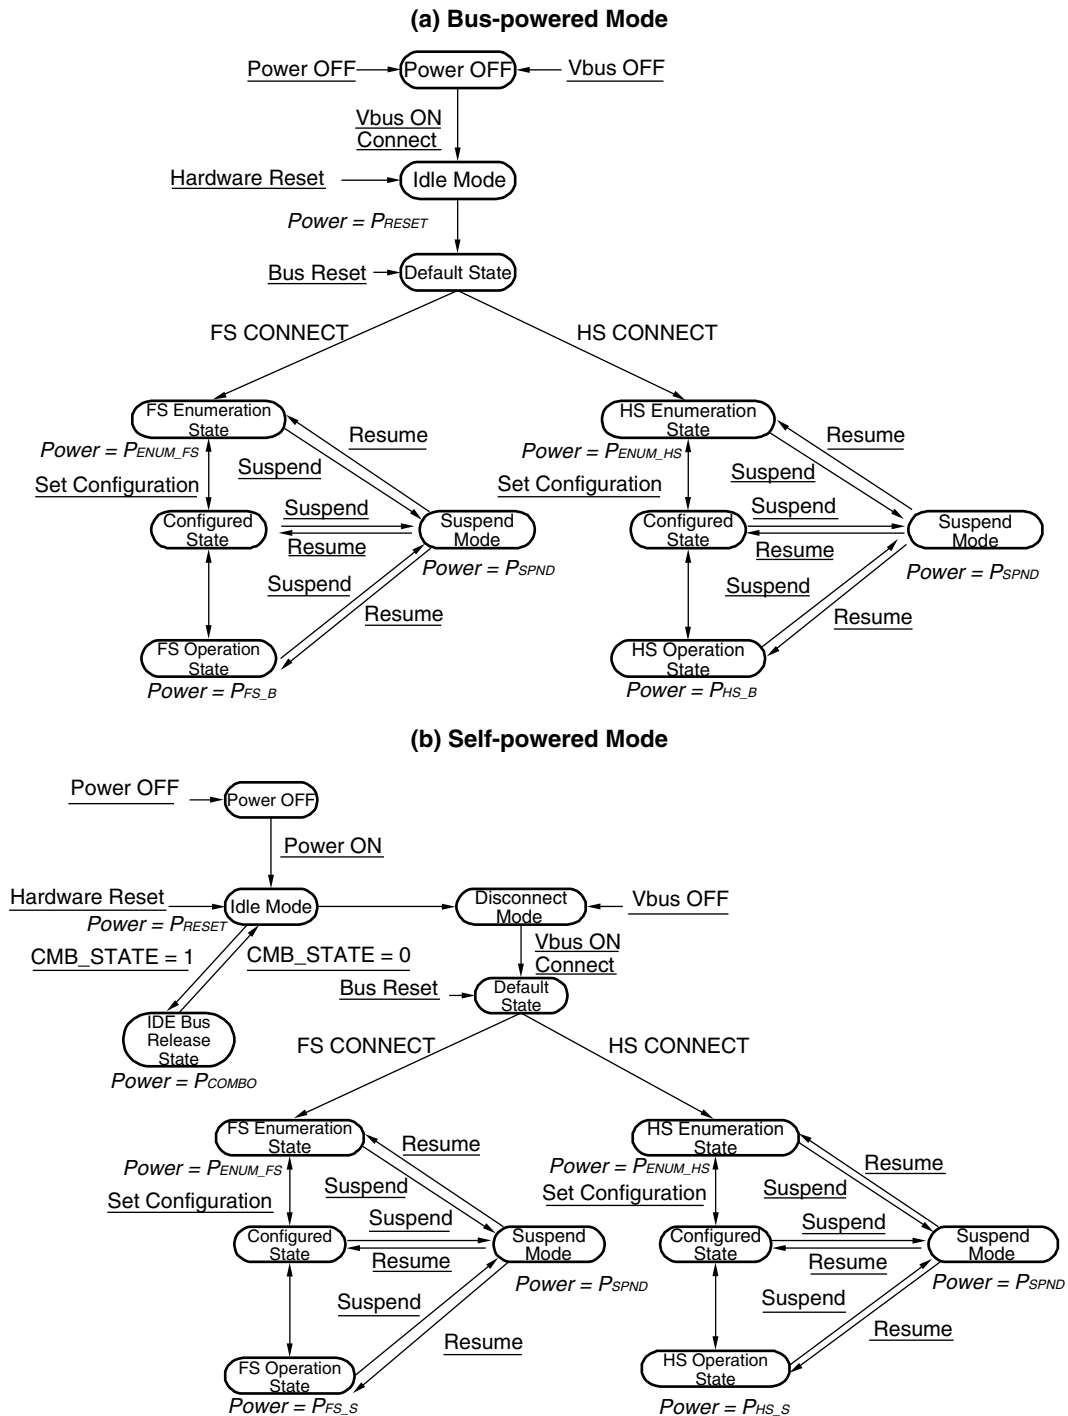 (a) Bus-powered Mode
Power OFF
Power OFF
Vbus OFF
Vbus ON
Connect
Hardware Reset
Idle Mode
Power = PRESET
Bus Reset
Default State
FS CONNECT
HS CONNECT
FS Enumeration
State
Resume
Power = PENUM_FS
Suspend
Set Configuration
Suspend
Configured
State
Resume
Suspend
Mode
Suspend
Power = PSPND
Resume
FS Operation
State
Power = PFS_B
HS Enumeration
State
Resume
Power = PENUM_HS
Suspend
Set Configuration
Suspend
Configured
State
Resume
Suspend
Mode
Suspend
Power = PSPND
Resume
HS Operation
State
Power = PHS_B
(b) Self-powered Mode
Power OFF
Power OFF
Power ON
Hardware Reset
Idle Mode
Power = PRESET
Disconnect
Mode
Vbus OFF
CMB_STATE = 1
CMB_STATE = 0
Vbus ON
Connect
Bus Reset
Default
State
IDE Bus
Release
State
Power = PCOMBO
FS CONNECT
HS CONNECT
FS Enumeration
State
Resume
Power = PENUM_FS
Suspend
Set Configuration
Suspend
Configured
State
Resume
Suspend
Mode
Power = PSPND
Suspend
Resume
FS Operation
State
Power = PFS_S
HS Enumeration
State
Resume
Power = PENUM_HS
Suspend
Set Configuration
Suspend
Configured
State
Resume
Suspend
Mode
Power = PSPND
Suspend
Resume
HS Operation
State
Power = PHS_S